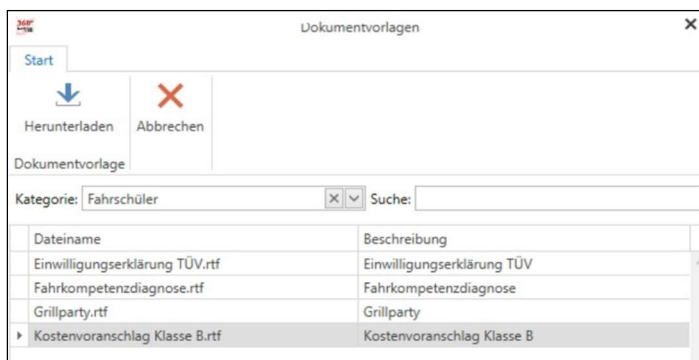 360°
Dokumentvorlagen
Start
Herunterladen Abbrechen
Dokumentvorlage
Kategorie: Fahrschüler Suche:
Dateiname Beschreibung
Einwilligungserklärung TÜV.rtf Einwilligungserklärung TÜV
Fahrkompetenzdiagnose.rtf Fahrkompetenzdiagnose
Grillparty.rtf Grillparty
Kostenvoranschlag Klasse B.rtf Kostenvoranschlag Klasse B